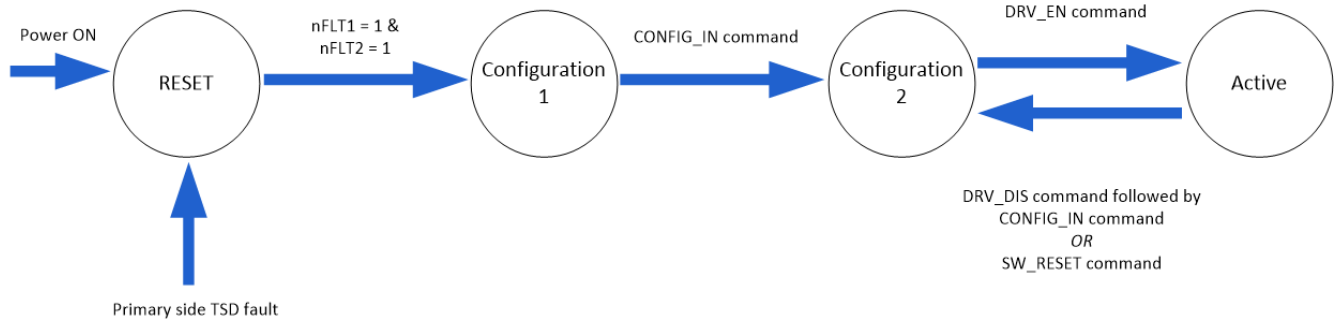 Power ON
RESET
nFLT1 = 1 &
nFLT2 = 1
Configuration
1
CONFIG_IN command
Configuration
2
DRV_EN command
Active
DRV_DIS command followed by
CONFIG_IN command
OR
SW_RESET command
Primary side TSD fault